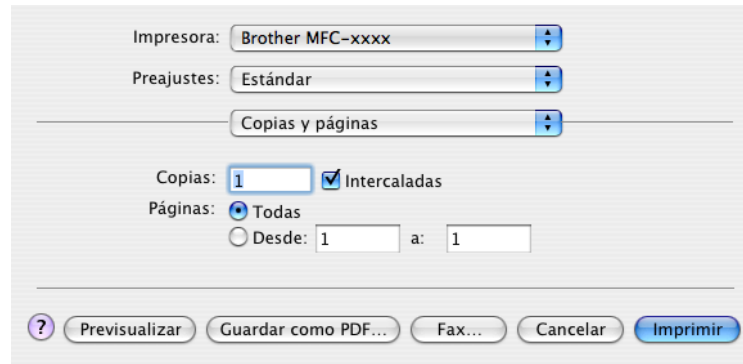 Impresora: Brother MFC-xxxx
Preajustes: Estándar
Copias y páginas
Copias: 1 Intercaladas
Páginas: Todas
Desde: 1 a: 1
? Previsualizar Guardar como PDF... Fax... Cancelar Imprimir